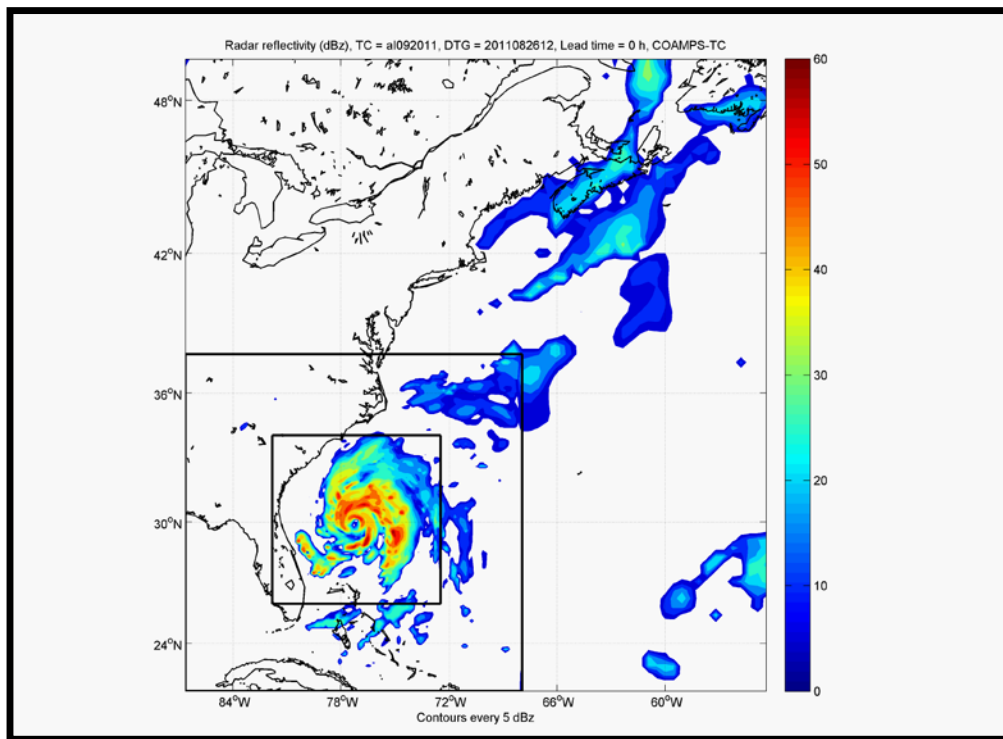 Radar reflectivity (dBz), TC = al092011, DTG = 2011082612, Lead time = 0 h, COAMPS-TC
60
50
40
30
20
10
0
48°N
42°N
36°N
30°N
24°N
84°W
78°W
72°W
66°W
60°W
Contours every 5 dBz